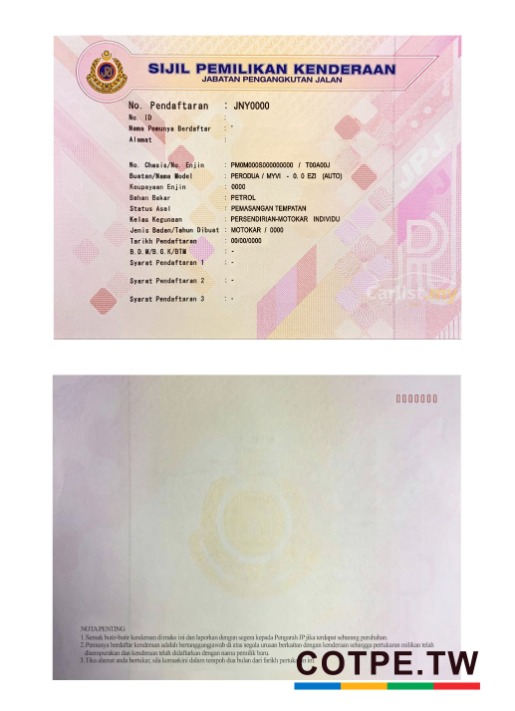 SIJIL PEMILIKAN KENDERAAN
JABATAN PENGANGKUTAN JALAN
No. Pendaftaran : JNY0000
No. ID :
Nama Pemunya Berdaftar : '
Alamat :
No. Chasis/No. Enjin : PM0M000S000000000 / T00A00J
Buatan/Nama Model : PERODUA / MYVI - 0. 0 EZI (AUTO)
Keupayaan Enjin : 0000
Bahan Bakar : PETROL
Status Asal : PEMASANGAN TEMPATAN
Kelas Kegunaan : PERSENDIRIAN-MOTOKAR INDIVIDU
Jenis Badan/Tahun Dibuat : MOTOKAR / 0000
Tarikh Pendaftaran : 00/00/0000
B.D.M/B.G.K/BTM : -
Syarat Pendaftaran 1 : -
Syarat Pendaftaran 2 : -
Syarat Pendaftaran 3 : -
JPJ
Carlist.my
0000000
NOTA PENTING
1. Semak butir-butir kenderaan di muka ini dan laporkan dengan segera kepada Pengarah JPJ jika terdapat sebarang perubahan.
2. Pemunya berdaftar kenderaan adalah bertanggungjawab di atas segala urusan berkaitan dengan kenderaan sehingga pertukaran milikan telah
disempurnakan dan kenderaan telah didaftarkan dengan nama pemilik baru.
3. Jika alamat anda bertukar, sila kemaskini dalam tempoh dua bulan dari tarikh pertukaran ini.
COTPE.TW